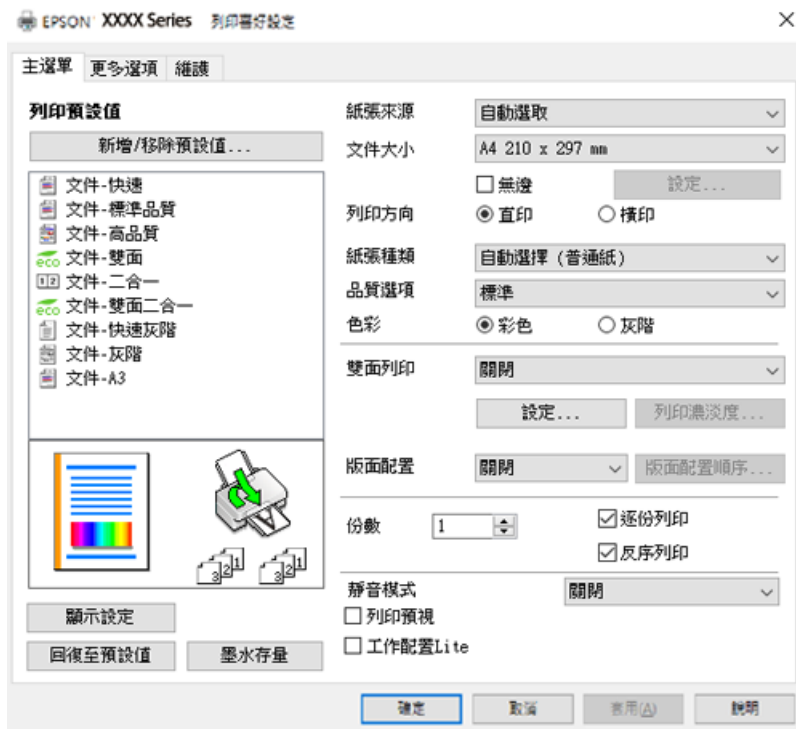 EPSON XXXX Series 列印喜好設定
主選單 更多選項 維護
列印預設值
新增/移除預設值...
文件-快速
文件-標準品質
文件-高品質
eco 文件-雙面
1 2 文件-二合一
eco 文件-雙面二合一
文件-快速灰階
文件-灰階
文件-A3
3 2 1 3 2 1
顯示設定
回復至預設值 墨水存量
紙張來源 自動選取
文件大小 A4 210 x 297 mm
無邊 設定...
列印方向 直印 橫印
紙張種類 自動選擇 (普通紙)
品質選項 標準
色彩 彩色 灰階
雙面列印 關閉
設定... 列印濃淡度...
版面配置 關閉 版面配置順序...
份數 1 逐份列印
反序列印
靜音模式 關閉
列印預視
工作配置Lite
確定 取消 套用(A) 說明